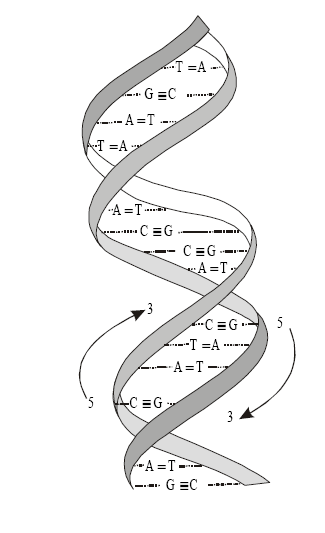 T = A
G ≡ C
A = T
T = A
A = T
C ≡ G
C ≡ G
A = T
3
C ≡ G
5
T = A
A = T
5
C ≡ G
3
A = T
G ≡ C